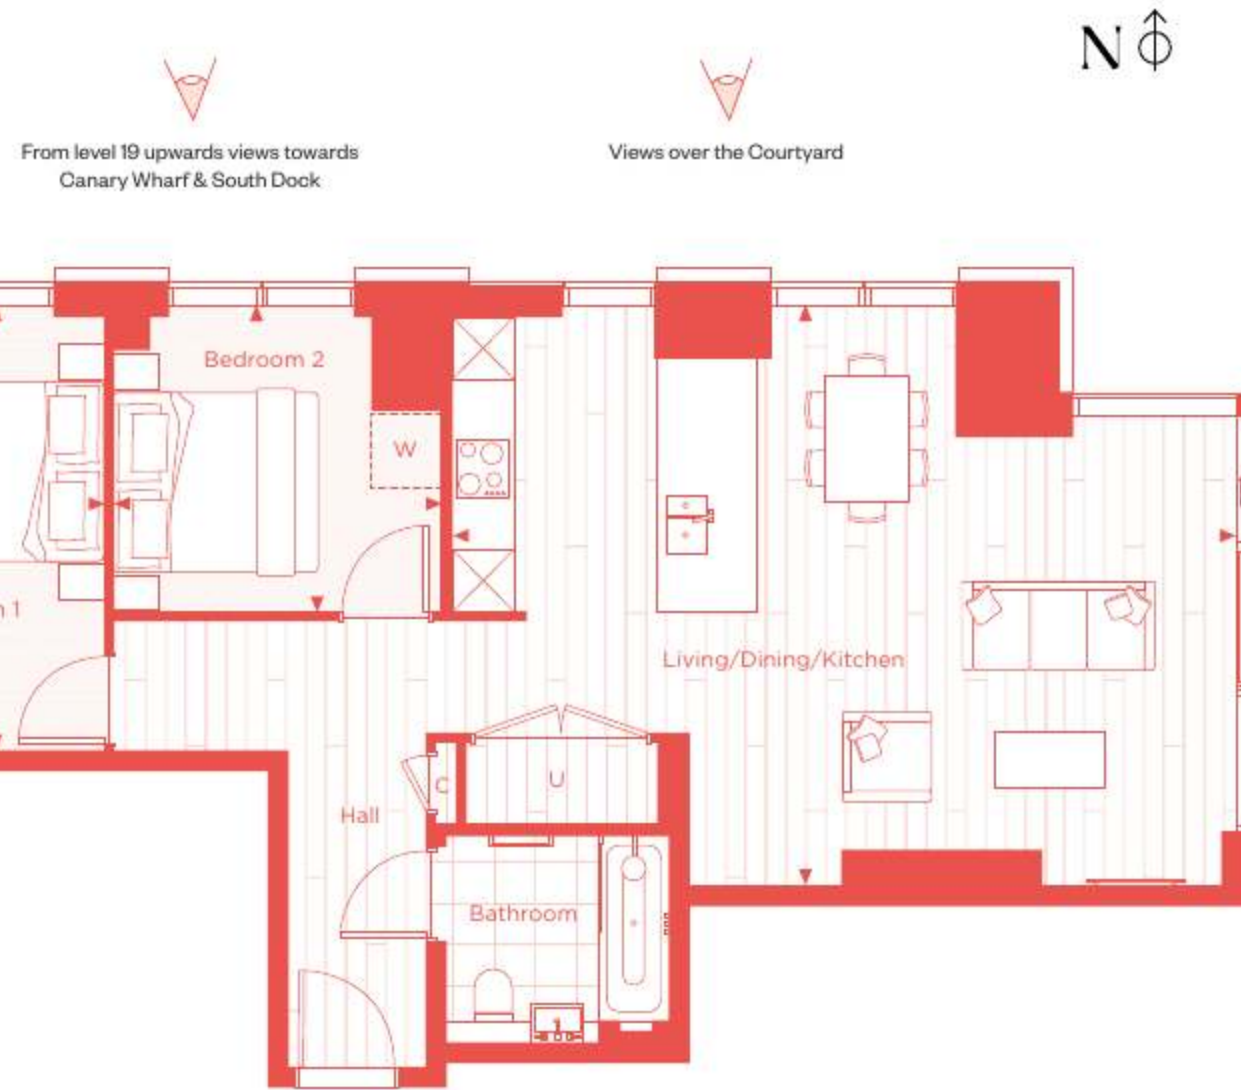 N
From level 19 upwards views towards
Canary Wharf & South Dock
Views over the Courtyard
Bedroom 2
W
1
Living/Dining/Kitchen
U
C
Hall
Bathroom